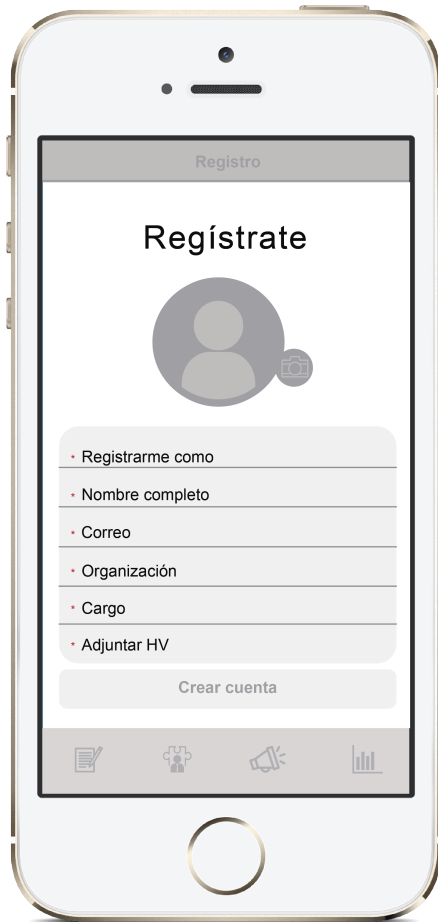 Registro
Regístrate
* Registrarme como
* Nombre completo
* Correo
* Organización
* Cargo
* Adjuntar HV
Crear cuenta